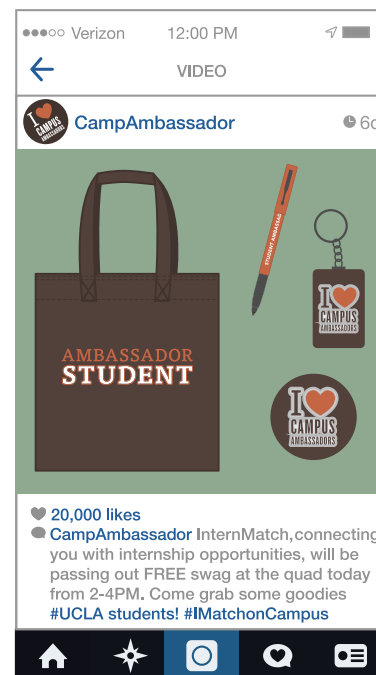 Verizon 12:00 PM
VIDEO
I
CAMPUS
AMBASSADORS
CampAmbassador 6d
AMBASSADOR
STUDENT
STUDENT AMBASSAD
I
CAMPUS
AMBASSADORS
I
CAMPUS
AMBASSADORS
20,000 likes
CampAmbassador InternMatch,connecting
you with internship opportunities, will be
passing out FREE swag at the quad today
from 2-4PM. Come grab some goodies
#UCLA students! #IMatchonCampus